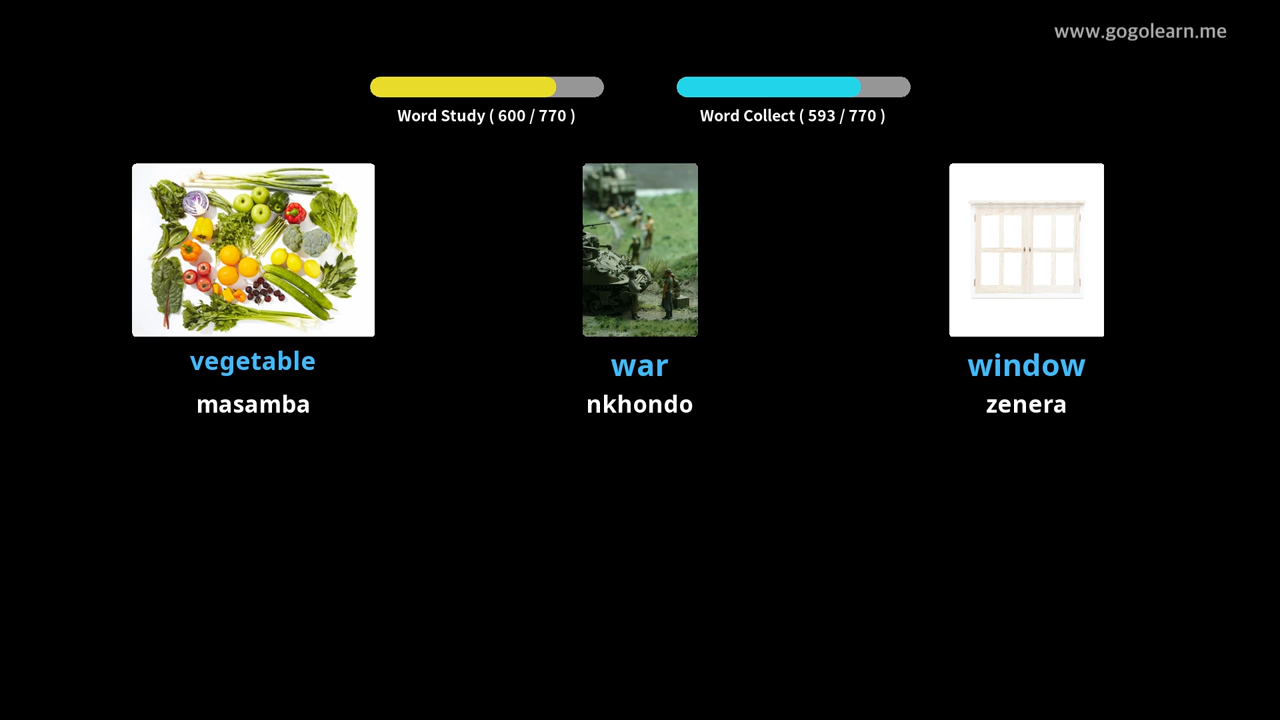 www.gogolearn.me
Word Study ( 600 / 770 )
Word Collect ( 593 / 770 )
vegetable
masamba
war
nkhondo
window
zenera